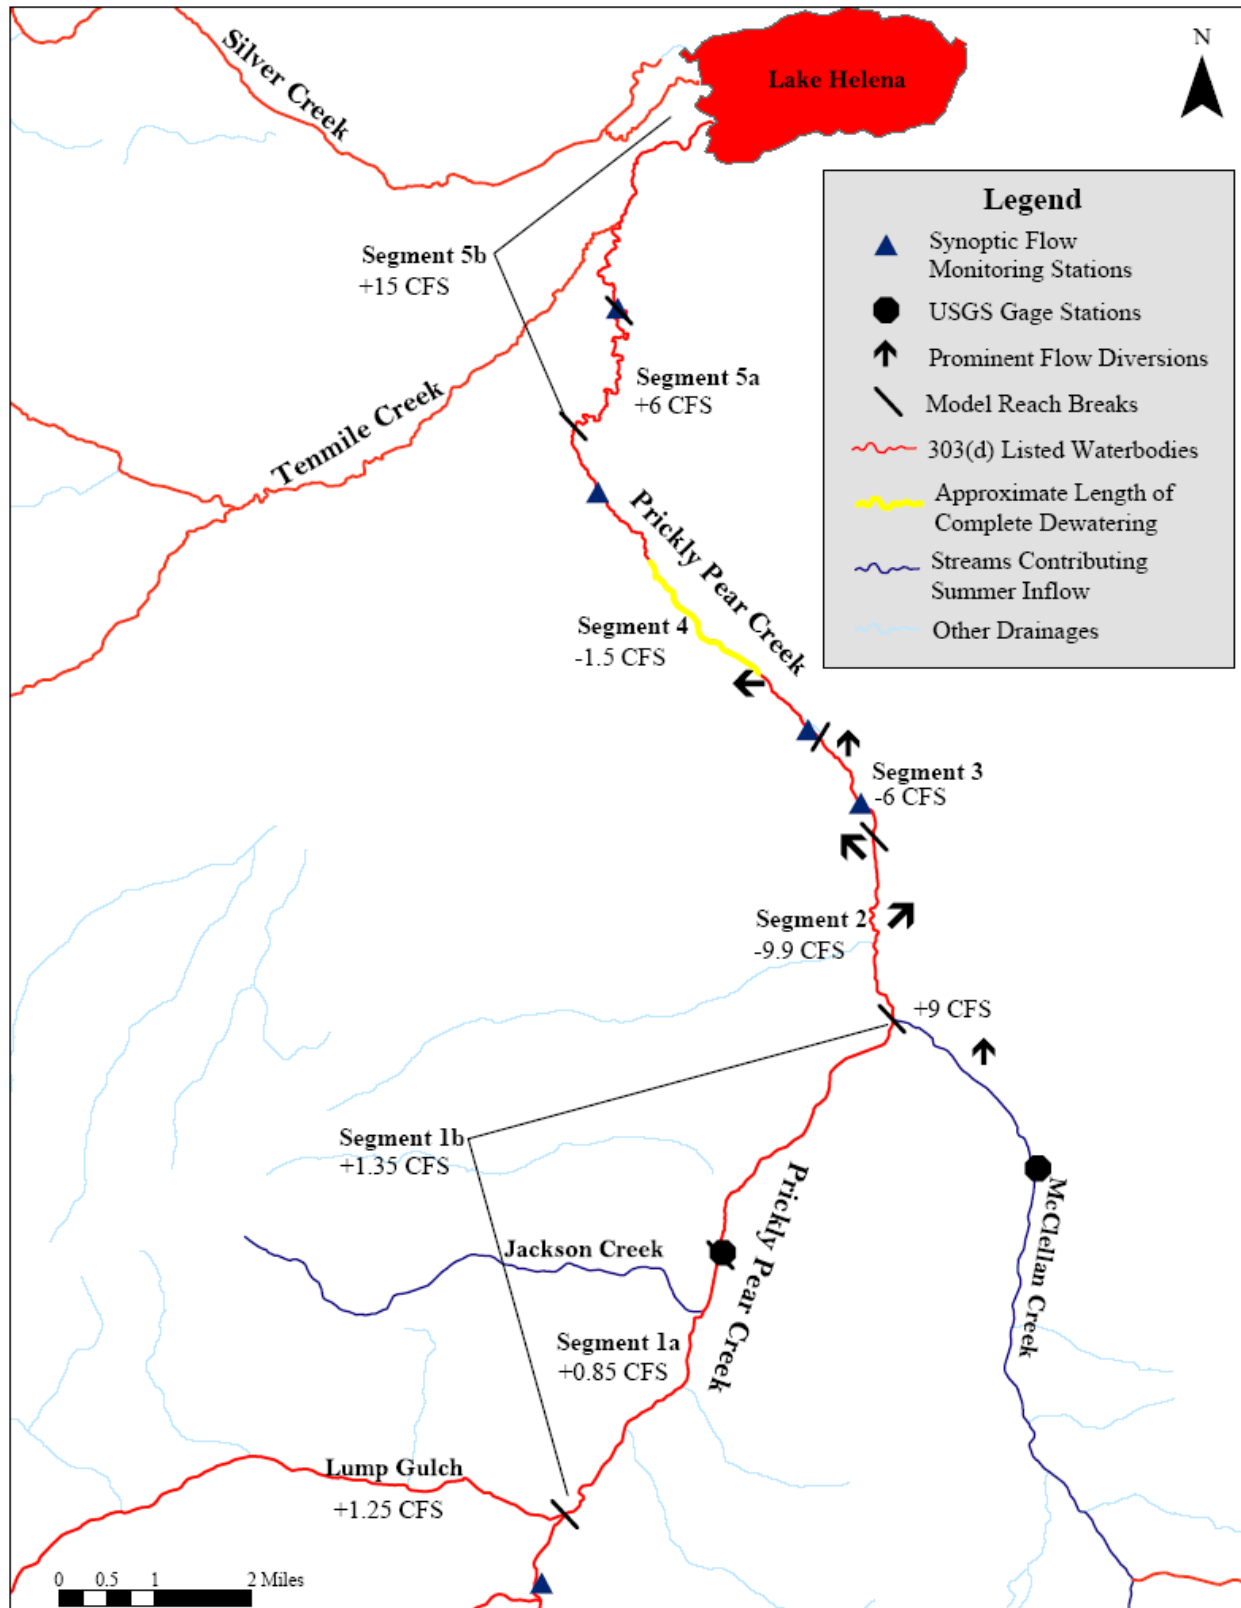 Silver Creek
Lake Helena
N
Legend
Synoptic Flow
Monitoring Stations
USGS Gage Stations
Prominent Flow Diversions
Model Reach Breaks
303(d) Listed Waterbodies
Approximate Length of
Complete Dewatering
Streams Contributing
Summer Inflow
Other Drainages
Segment 5b
+15 CFS
Segment 5a
+6 CFS
Tenmile Creek
Prickly Pear Creek
Segment 4
-1.5 CFS
Segment 3
-6 CFS
Segment 2
-9.9 CFS
+9 CFS
Segment 1b
+1.35 CFS
Prickly Pear Creek
McClellan Creek
Jackson Creek
Segment 1a
+0.85 CFS
Lump Gulch
+1.25 CFS
0 0.5 1 2 Miles